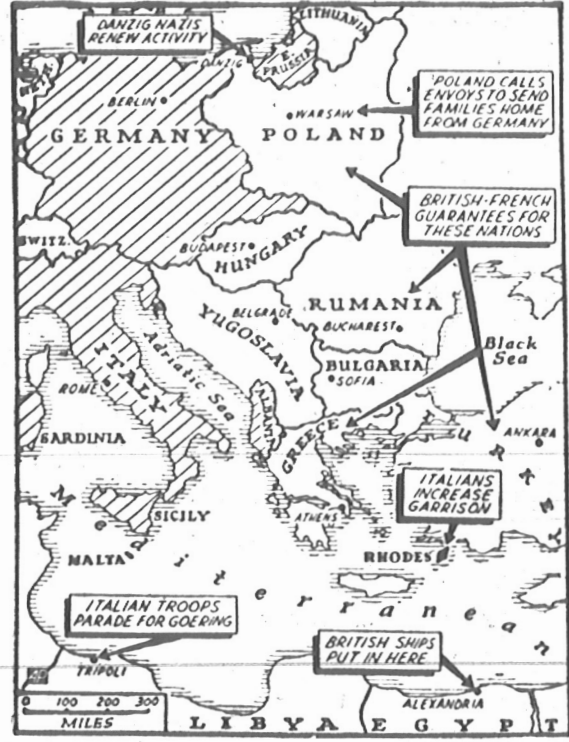 DANZIG NAZIS
RENEW ACTIVITY
LITHUANIA
DANZIG
E.
PRUSSIA
BERLIN
WARSAW
GERMANY
POLAND
'POLAND CALLS
ENVOYS TO SEND
FAMILIES HOME
FROM GERMANY
BRITISH-FRENCH
GUARANTEES FOR
THESE NATIONS
SWITZ.
BUDAPEST
HUNGARY
RUMANIA
BELGRADE
BUCHAREST
YUGOSLAVIA
Adriatic Sea
Black
Sea
BULGARIA
SOFIA
ITALY
ROME
ALBANIA
GREECE
TURKEY
ANKARA
SARDINIA
ITALIANS
INCREASE
GARRISON
SICILY
ATHENS
MALTA
RHODES
Mediterranean
ITALIAN TROOPS
PARADE FOR GOERING
TRIPOLI
BRITISH SHIPS
PUT IN HERE
ALEXANDRIA
0 100 200 300
MILES
LIBYA
EGYPT